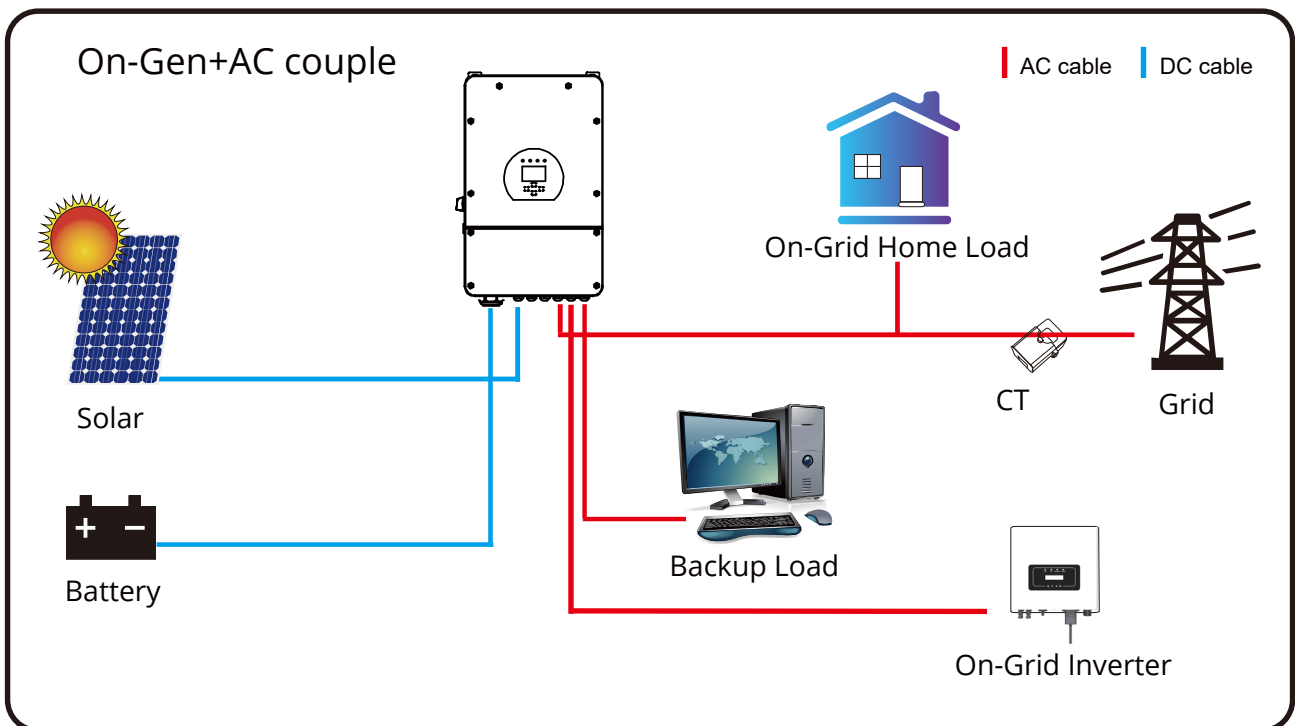 On-Gen+AC couple
AC cable
DC cable
On-Grid Home Load
Solar
CT
Grid
Backup Load
+ −
Battery
On-Grid Inverter